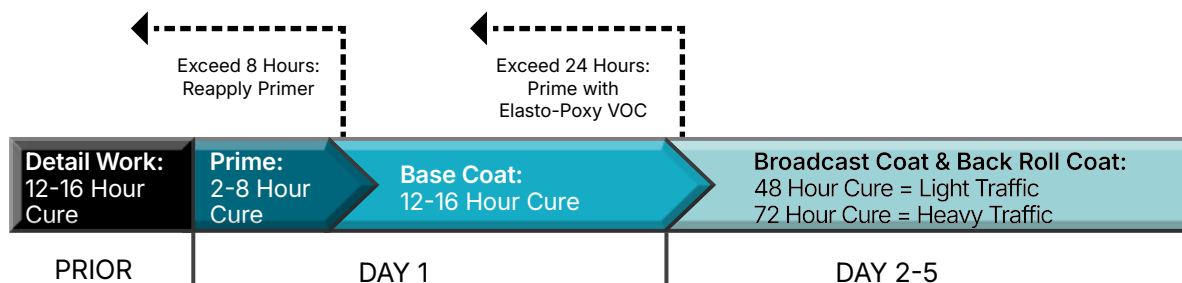 Exceed 8 Hours:
Reapply Primer
Exceed 24 Hours:
Prime with
Elasto-Poxy VOC
Detail Work:
12-16 Hour
Cure
Prime:
2-8 Hour
Cure
Base Coat:
12-16 Hour Cure
Broadcast Coat & Back Roll Coat:
48 Hour Cure = Light Traffic
72 Hour Cure = Heavy Traffic
PRIOR
DAY 1
DAY 2-5